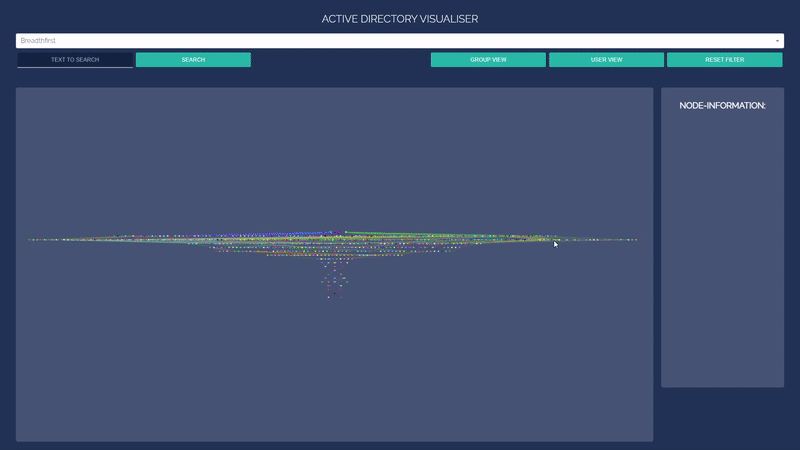 ACTIVE DIRECTORY VISUALISER
Breadthfirst
TEXT TO SEARCH
SEARCH
GROUP VIEW
USER VIEW
RESET FILTER
NODE-INFORMATION: